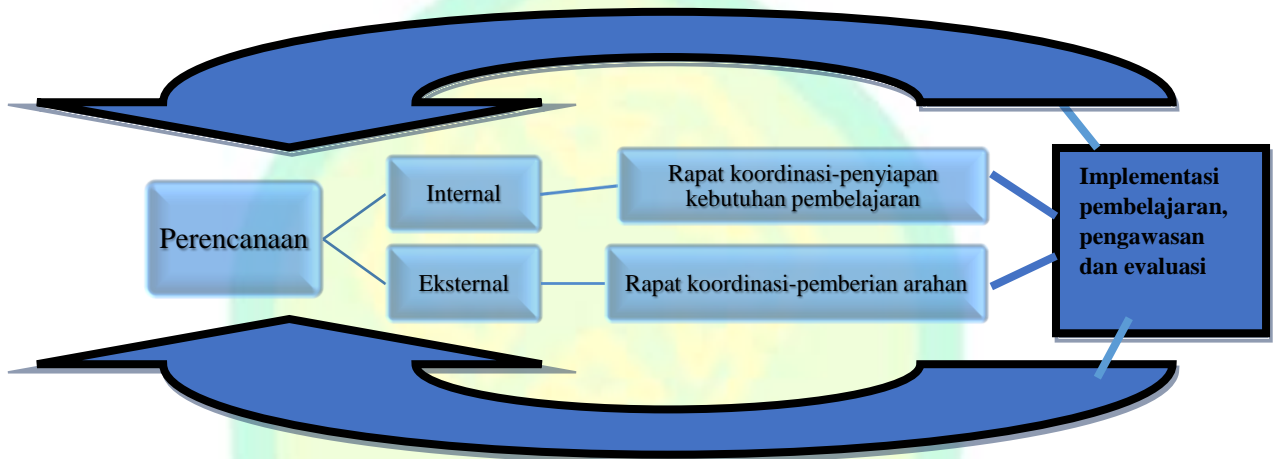 Perencanaan
Internal
Rapat koordinasi-penyiapan
kebutuhan pembelajaran
Eksternal
Rapat koordinasi-pemberian arahan
Implementasi
pembelajaran,
pengawasan
dan evaluasi